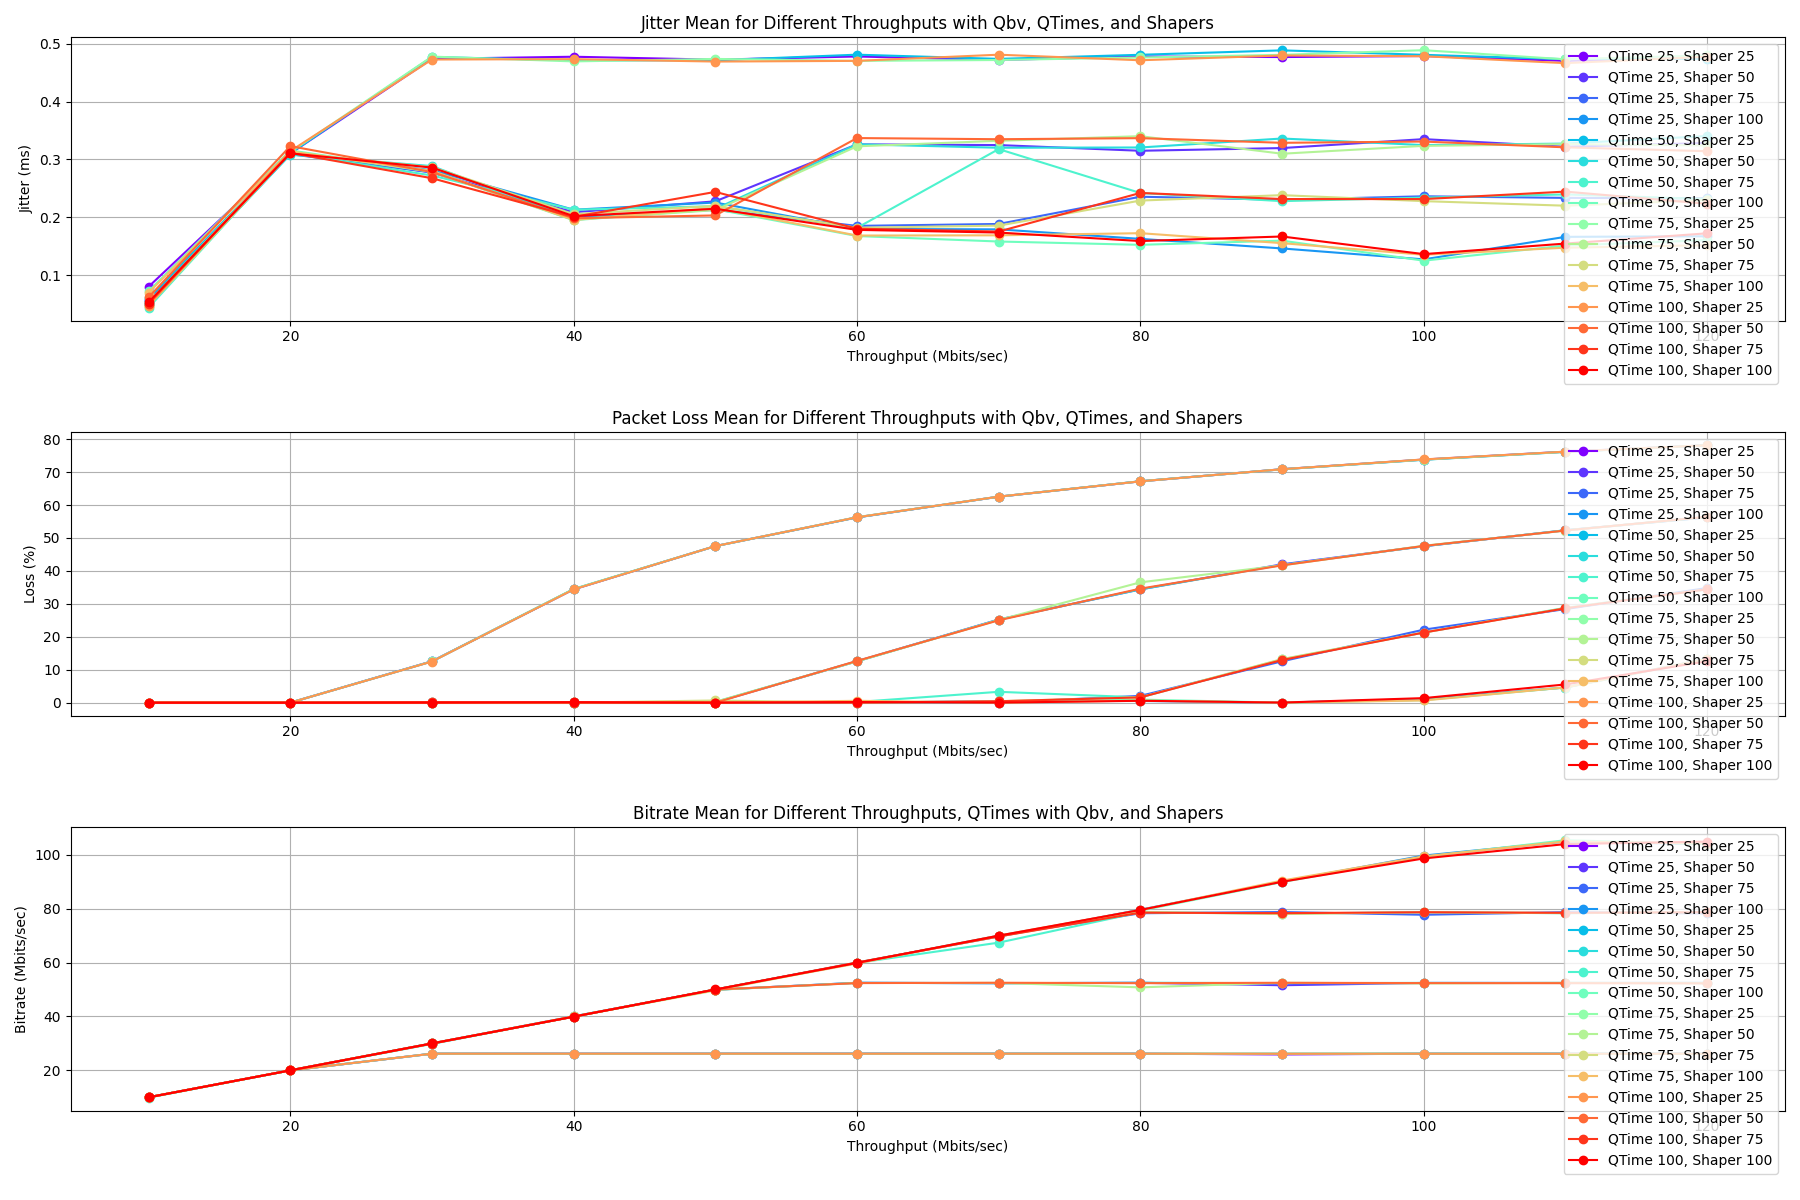 Jitter Mean for Different Throughputs with Qbv, QTimes, and Shapers
0.5
0.4
0.3
0.2
0.1
Jitter (ms)
20
40
60
80
100
120
Throughput (Mbits/sec)
QTime 25, Shaper 25
QTime 25, Shaper 50
QTime 25, Shaper 75
QTime 25, Shaper 100
QTime 50, Shaper 25
QTime 50, Shaper 50
QTime 50, Shaper 75
QTime 50, Shaper 100
QTime 75, Shaper 25
QTime 75, Shaper 50
QTime 75, Shaper 75
QTime 75, Shaper 100
QTime 100, Shaper 25
QTime 100, Shaper 50
QTime 100, Shaper 75
QTime 100, Shaper 100
Packet Loss Mean for Different Throughputs with Qbv, QTimes, and Shapers
80
70
60
50
40
30
20
10
0
Loss (%)
20
40
60
80
100
120
Throughput (Mbits/sec)
QTime 25, Shaper 25
QTime 25, Shaper 50
QTime 25, Shaper 75
QTime 25, Shaper 100
QTime 50, Shaper 25
QTime 50, Shaper 50
QTime 50, Shaper 75
QTime 50, Shaper 100
QTime 75, Shaper 25
QTime 75, Shaper 50
QTime 75, Shaper 75
QTime 75, Shaper 100
QTime 100, Shaper 25
QTime 100, Shaper 50
QTime 100, Shaper 75
QTime 100, Shaper 100
Bitrate Mean for Different Throughputs, QTimes with Qbv, and Shapers
100
80
60
40
20
Bitrate (Mbits/sec)
20
40
60
80
100
120
Throughput (Mbits/sec)
QTime 25, Shaper 25
QTime 25, Shaper 50
QTime 25, Shaper 75
QTime 25, Shaper 100
QTime 50, Shaper 25
QTime 50, Shaper 50
QTime 50, Shaper 75
QTime 50, Shaper 100
QTime 75, Shaper 25
QTime 75, Shaper 50
QTime 75, Shaper 75
QTime 75, Shaper 100
QTime 100, Shaper 25
QTime 100, Shaper 50
QTime 100, Shaper 75
QTime 100, Shaper 100